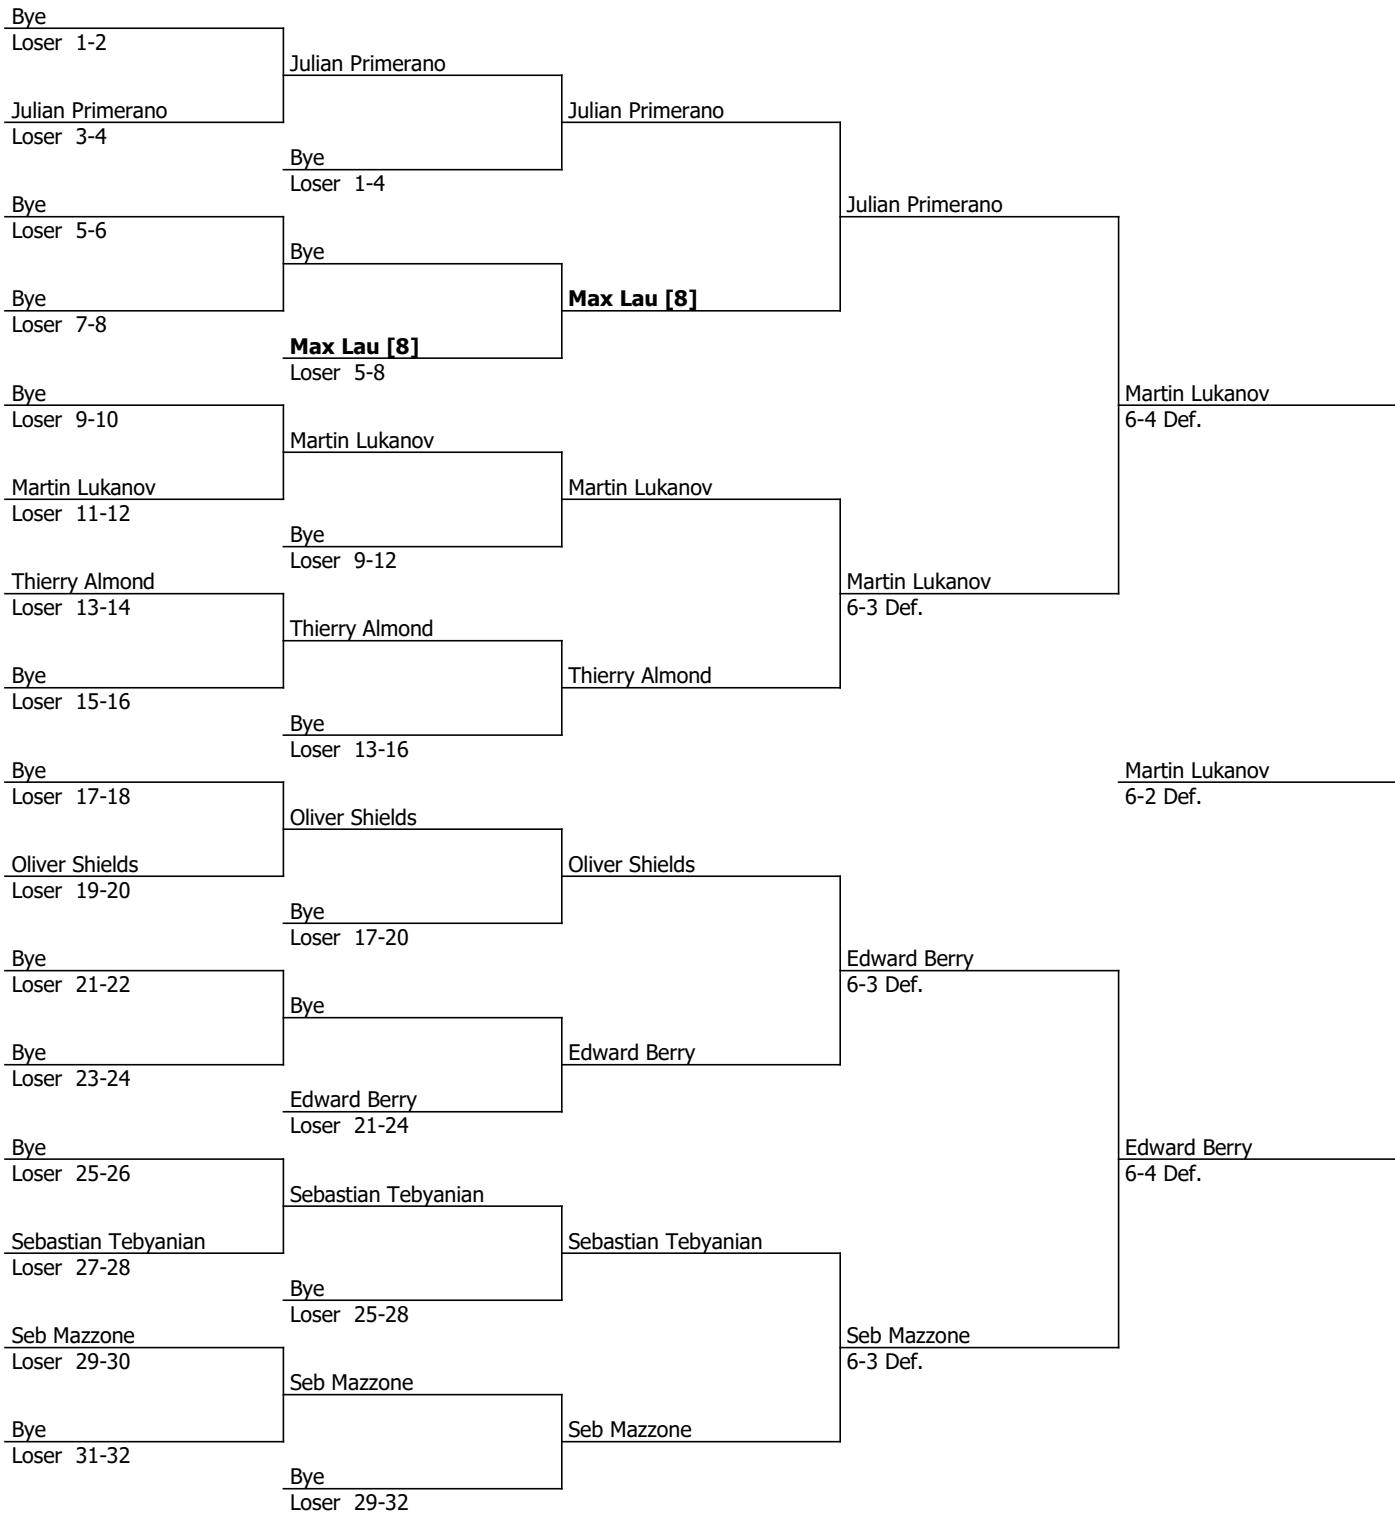 Bye
Loser 1-2
Julian Primerano
Julian Primerano
Loser 3-4
Julian Primerano
Bye
Loser 1-4
Bye
Loser 5-6
Julian Primerano
Bye
Bye
Loser 7-8
Max Lau [8]
Max Lau [8]
Loser 5-8
Bye
Loser 9-10
Martin Lukanov
6-4 Def.
Martin Lukanov
Martin Lukanov
Loser 11-12
Martin Lukanov
Bye
Loser 9-12
Thierry Almond
Loser 13-14
Martin Lukanov
6-3 Def.
Thierry Almond
Bye
Loser 15-16
Thierry Almond
Bye
Loser 13-16
Bye
Loser 17-18
Martin Lukanov
6-2 Def.
Oliver Shields
Oliver Shields
Loser 19-20
Oliver Shields
Bye
Loser 17-20
Bye
Loser 21-22
Edward Berry
6-3 Def.
Bye
Bye
Loser 23-24
Edward Berry
Edward Berry
Loser 21-24
Bye
Loser 25-26
Edward Berry
6-4 Def.
Sebastian Tebyanian
Sebastian Tebyanian
Loser 27-28
Sebastian Tebyanian
Bye
Loser 25-28
Seb Mazzone
Loser 29-30
Seb Mazzone
6-3 Def.
Seb Mazzone
Bye
Loser 31-32
Seb Mazzone
Bye
Loser 29-32